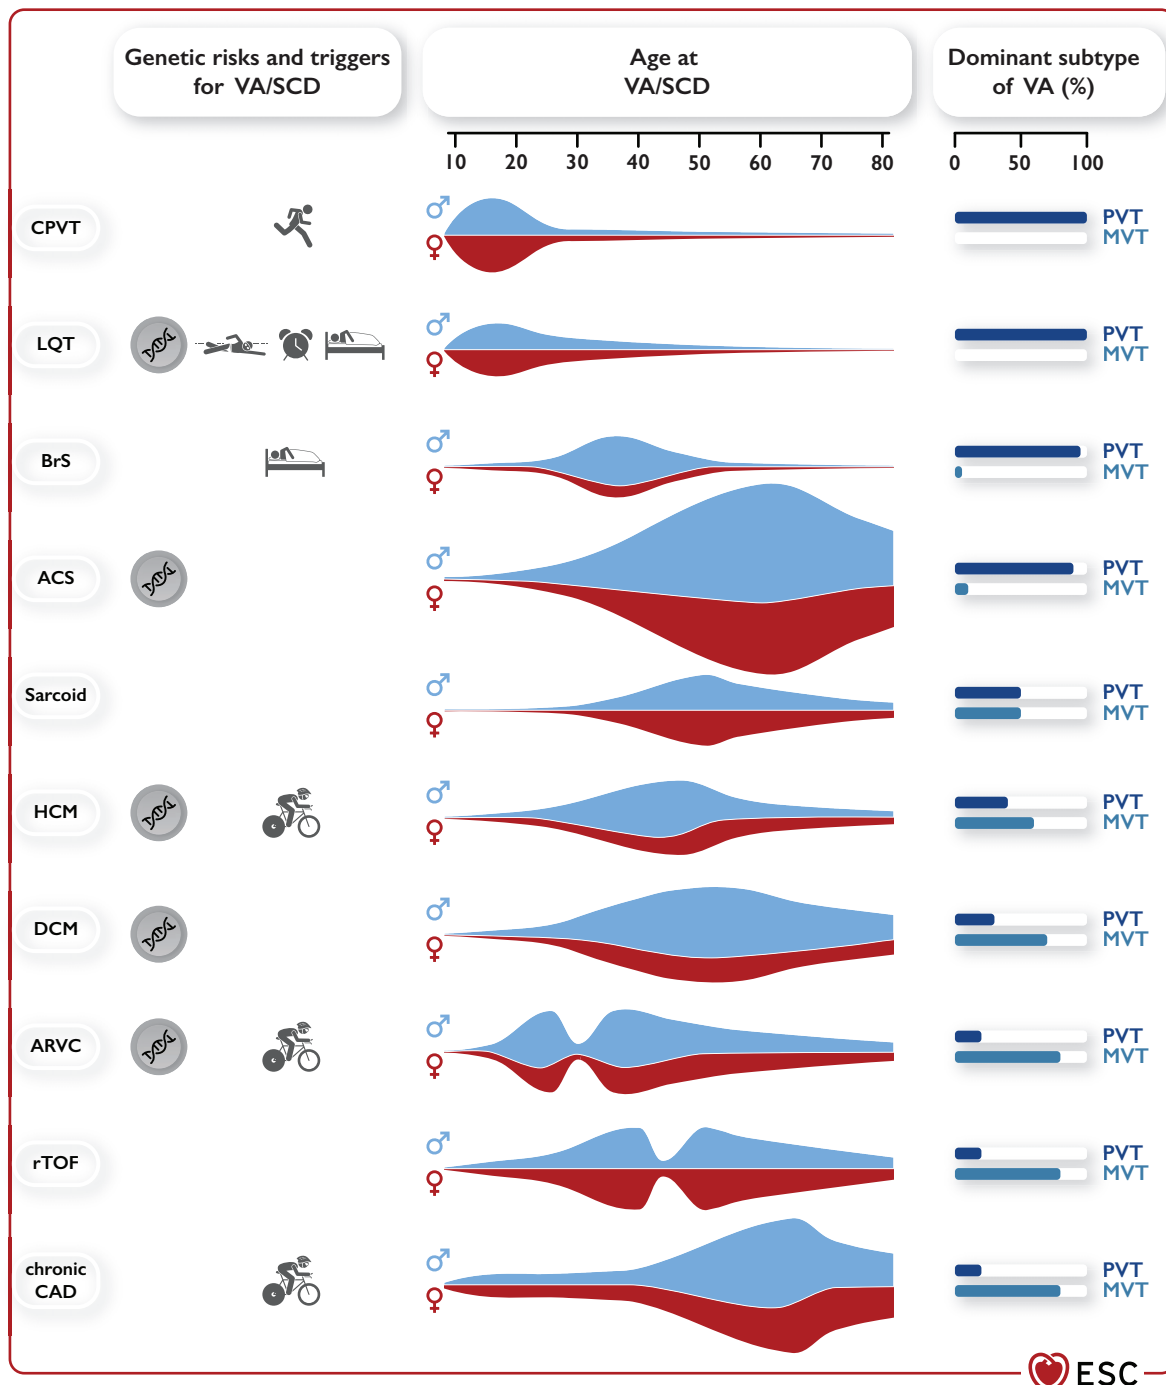 Genetic risks and triggers
for VA/SCD
Age at
VA/SCD
Dominant subtype
of VA (%)
10 20 30 40 50 60 70 80
0 50 100
CPVT
PVT
MVT
LQT
PVT
MVT
BrS
PVT
MVT
ACS
PVT
MVT
Sarcoid
PVT
MVT
HCM
PVT
MVT
DCM
PVT
MVT
ARVC
PVT
MVT
rTOF
PVT
MVT
chronic
CAD
PVT
MVT
ESC